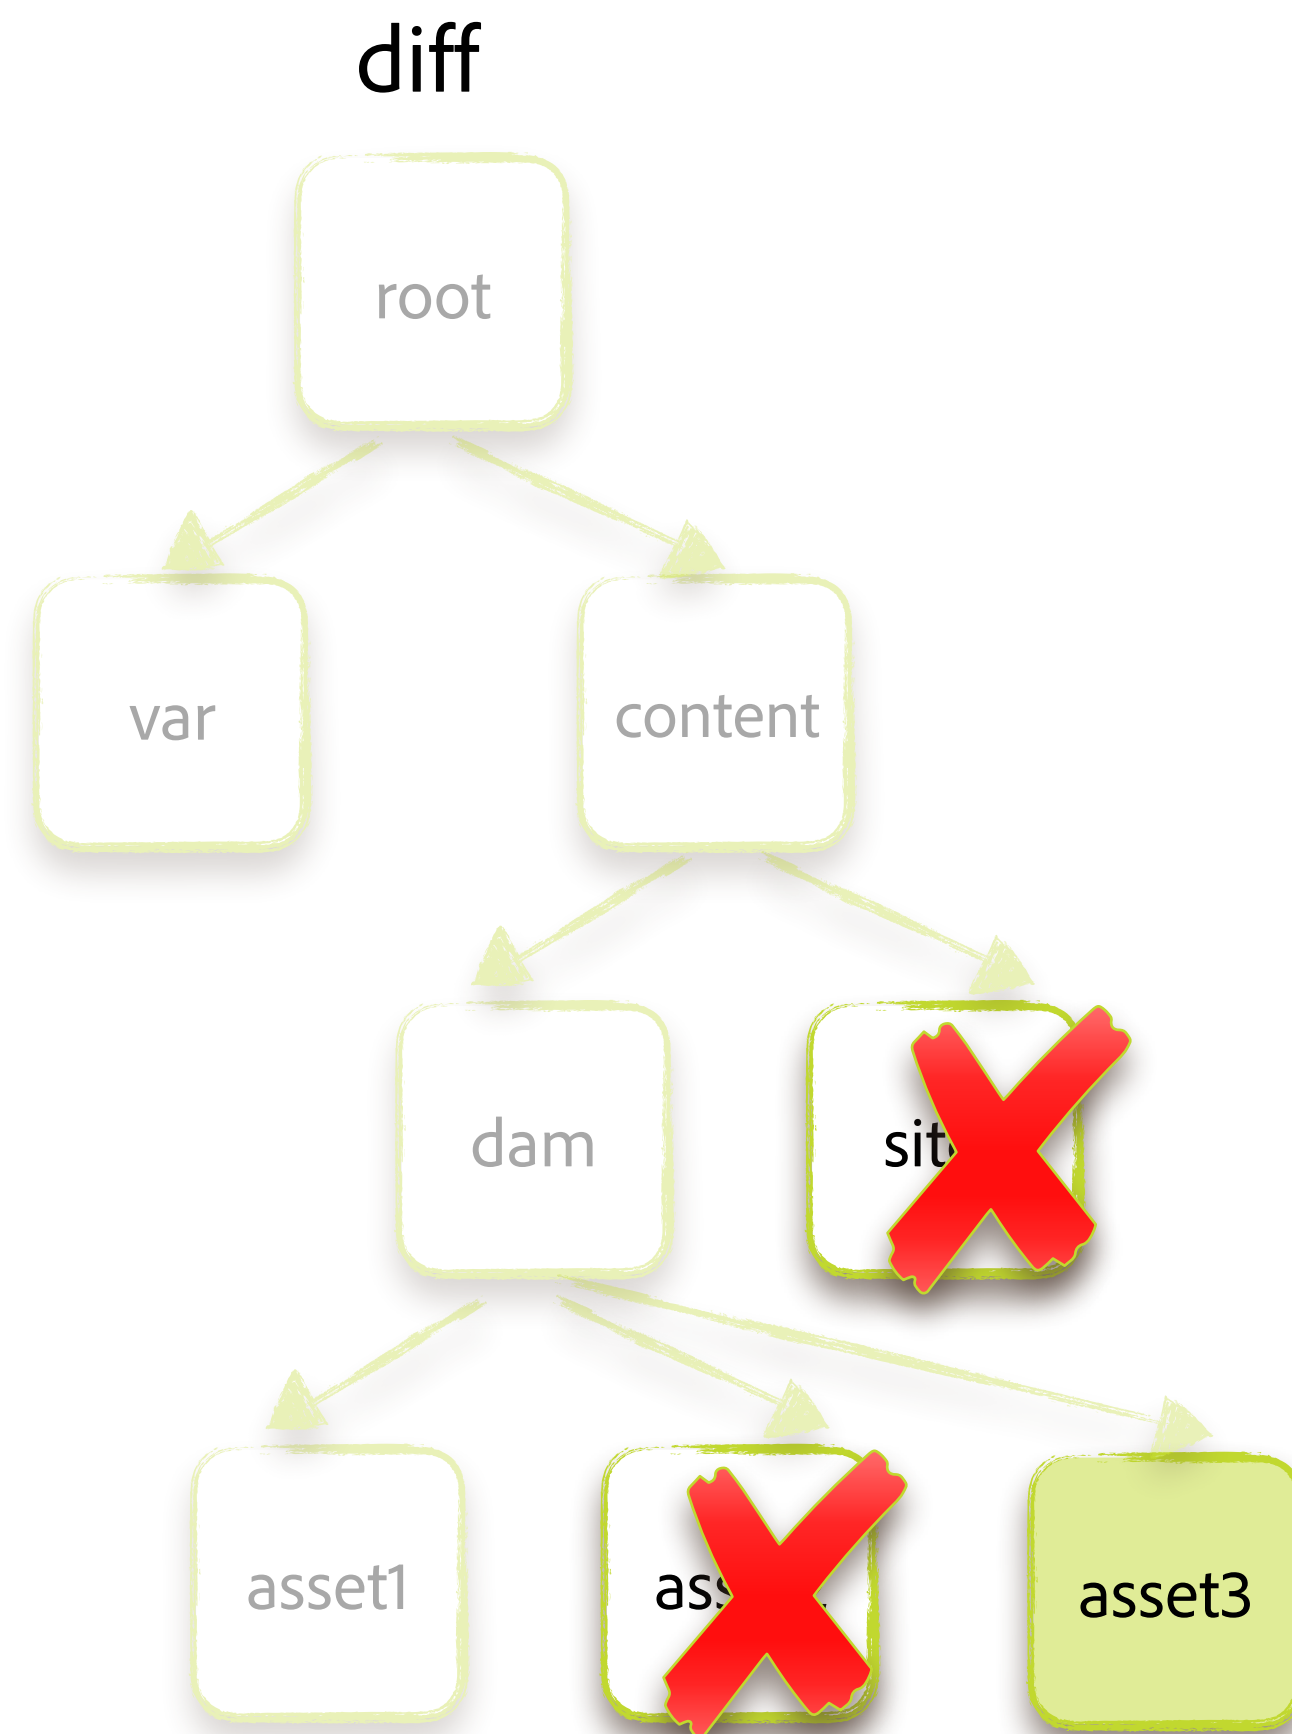 diff
root
var
content
dam
asset1
asset3